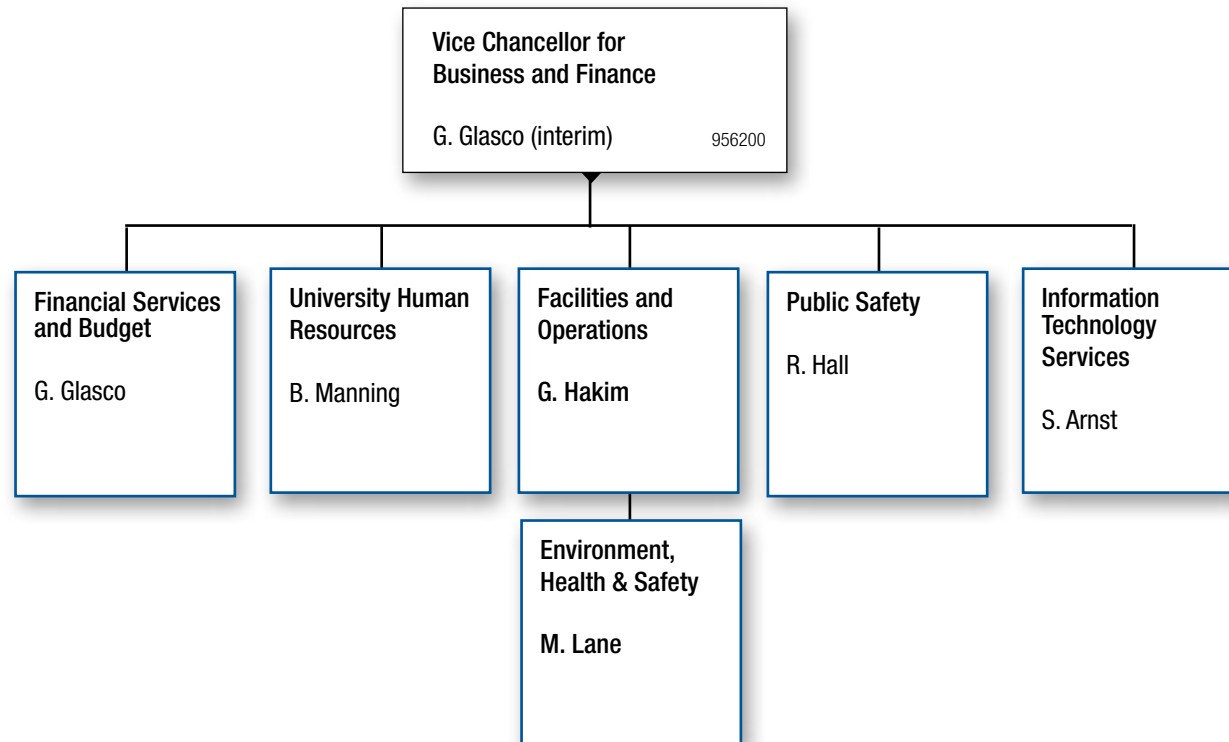 Vice Chancellor for
Business and Finance
G. Glasco (interim) 956200
Financial Services
and Budget
G. Glasco
University Human
Resources
B. Manning
Facilities and
Operations
G. Hakim
Public Safety
R. Hall
Information
Technology
Services
S. Arnst
Environment,
Health & Safety
M. Lane